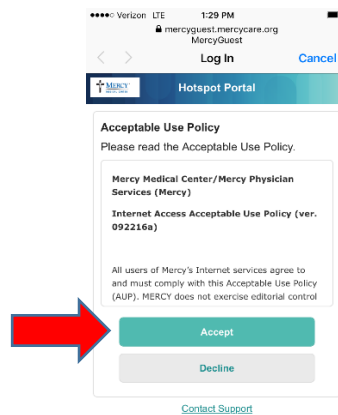 Verizon LTE 1:29 PM
mercyguest.mercycare.org
MercyGuest
Log In Cancel
MERCY Hotspot Portal
Acceptable Use Policy
Please read the Acceptable Use Policy.
Mercy Medical Center/Mercy Physician
Services (Mercy)
Internet Access Acceptable Use Policy (ver.
092216a)
All users of Mercy's Internet services agree to
and must comply with this Acceptable Use Policy
(AUP). MERCY does not exercise editorial control
Accept
Decline
Contact Support